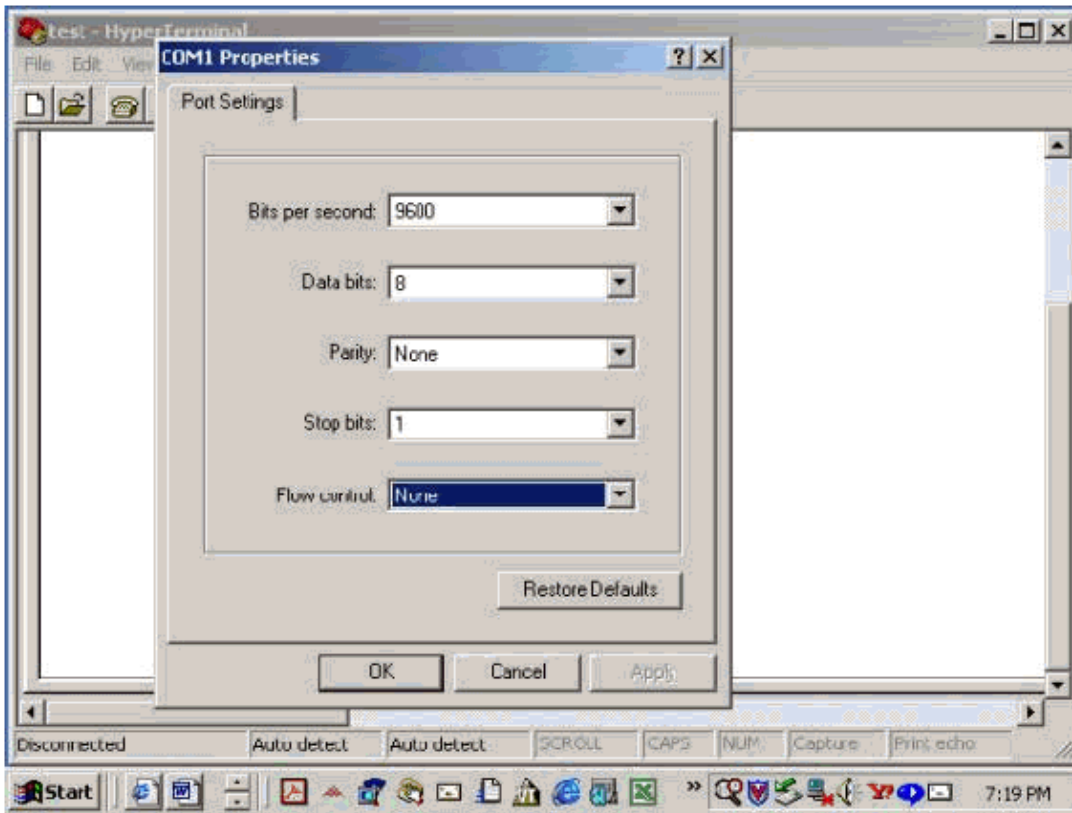 test - HyperTerminal
File Edit View
COM1 Properties
Port Settings
Bits per second: 9600
Data bits: 8
Parity: None
Stop bits: 1
Flow control: None
Restore Defaults
OK Cancel Apply
Disconnected Auto detect Auto detect SCROLL CAPS NUM Capture Print echo
Start 7:19 PM